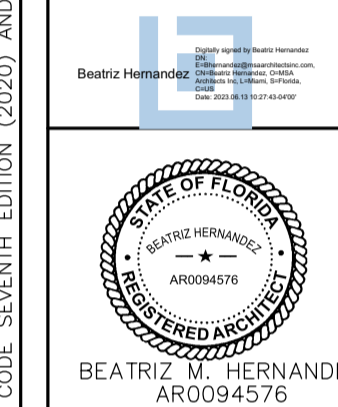 CODE SEVENTH EDITION (2020) AND
Beatriz Hernandez
Digitally signed by Beatriz Hernandez
DN:
E=Bhernandez@msaarchitectsinc.com,
CN=Beatriz Hernandez, O=MSA
Architects Inc, L=Miami, S=Florida,
C=US
Date: 2023.06.13 10:27:43-04'00'
STATE OF FLORIDA
BEATRIZ HERNANDEZ
AR0094576
REGISTERED ARCHITECT
BEATRIZ M. HERNAND
AR0094576